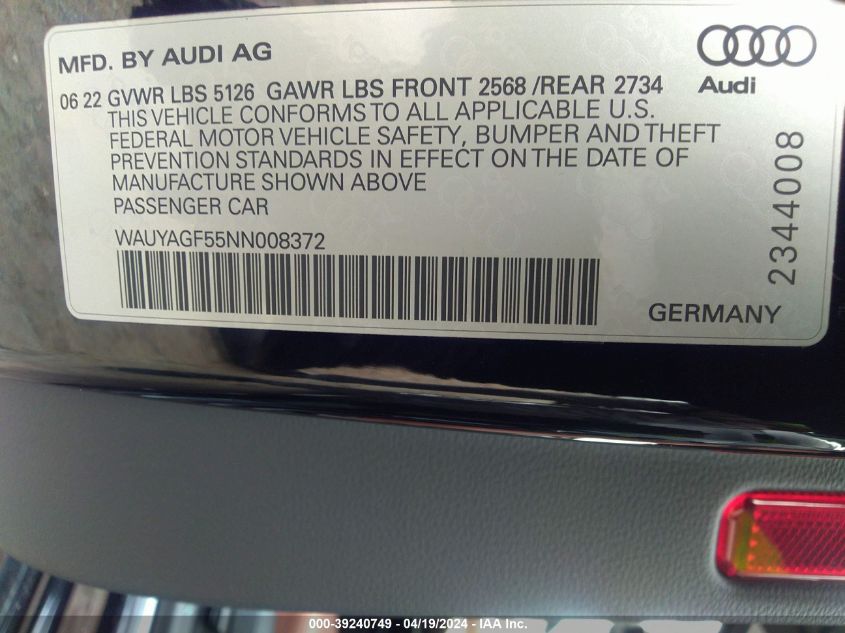 MFD. BY AUDI AG
Audi
06 22 GVWR LBS 5126 GAWR LBS FRONT 2568 /REAR 2734
THIS VEHICLE CONFORMS TO ALL APPLICABLE U.S.
FEDERAL MOTOR VEHICLE SAFETY, BUMPER AND THEFT
PREVENTION STANDARDS IN EFFECT ON THE DATE OF
MANUFACTURE SHOWN ABOVE
PASSENGER CAR
WAUYAGF55NN008372
2344008
GERMANY
000-39240749 - 04/19/2024 - IAA Inc.